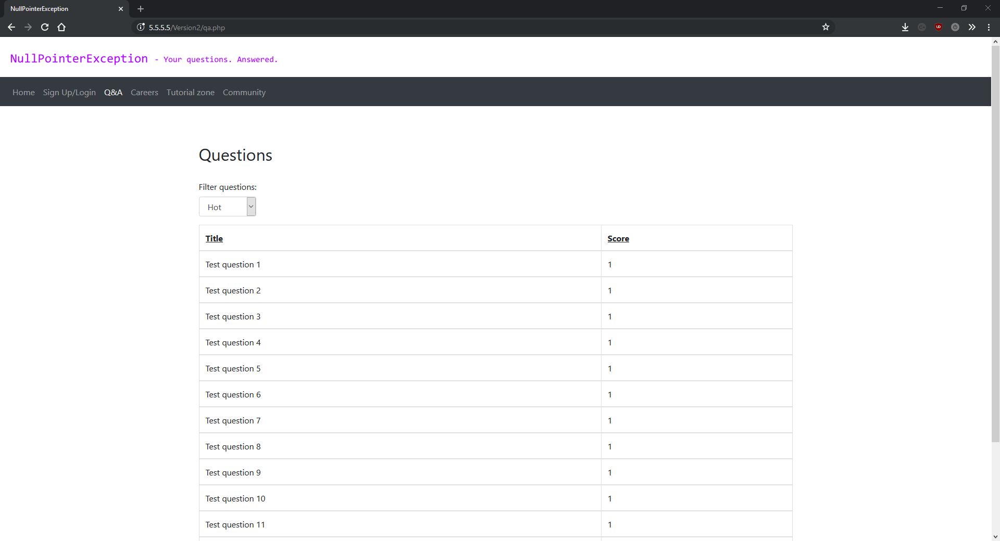 NullPointerException
5.5.5.5/Version2/qa.php
NullPointerException - Your questions. Answered.
Home Sign Up/Login Q&A Careers Tutorial zone Community
Questions
Filter questions:
Hot
Title Score
Test question 1 1
Test question 2 1
Test question 3 1
Test question 4 1
Test question 5 1
Test question 6 1
Test question 7 1
Test question 8 1
Test question 9 1
Test question 10 1
Test question 11 1